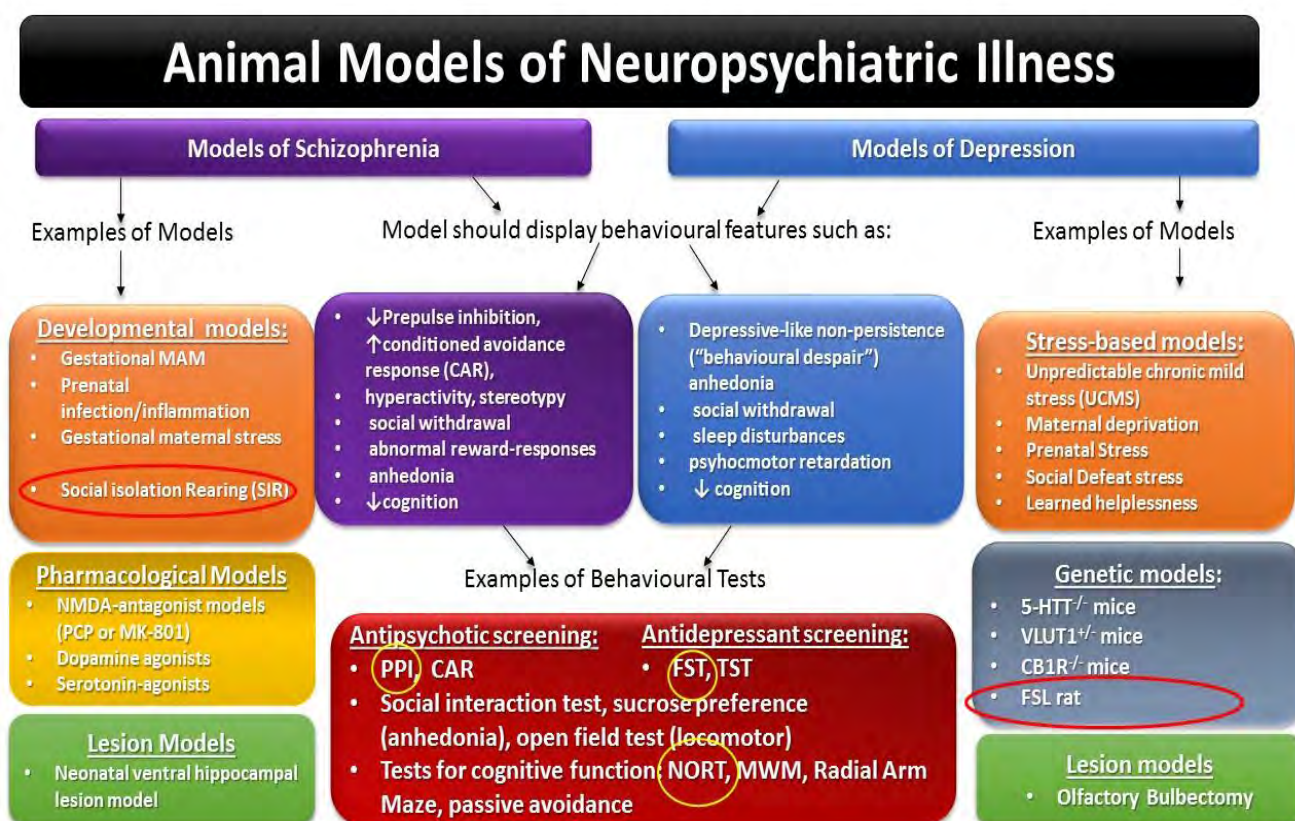 Animal Models of Neuropsychiatric Illness
Models of Schizophrenia
Models of Depression
Examples of Models
Model should display behavioural features such as:
Examples of Models
Developmental models:
• Gestational MAM
• Prenatal
infection/inflammation
• Gestational maternal stress
• Social isolation Rearing (SIR)
• ↓Prepulse inhibition,
↑conditioned avoidance
response (CAR),
• hyperactivity, stereotypy
• social withdrawal
• abnormal reward-responses
• anhedonia
• ↓cognition
• Depressive-like non-persistence
("behavioural despair")
anhedonia
• social withdrawal
• sleep disturbances
• psyhocmotor retardation
• ↓ cognition
Stress-based models:
• Unpredictable chronic mild
stress (UCMS)
• Maternal deprivation
• Prenatal Stress
• Social Defeat stress
• Learned helplessness
Pharmacological Models
• NMDA-antagonist models
(PCP or MK-801)
• Dopamine agonists
• Serotonin-agonists
Lesion Models
• Neonatal ventral hippocampal
lesion model
Examples of Behavioural Tests
Antipsychotic screening:
• PPI, CAR
Antidepressant screening:
• FST, TST
• Social interaction test, sucrose preference
(anhedonia), open field test (locomotor)
• Tests for cognitive function: NORT, MWM, Radial Arm
Maze, passive avoidance
Genetic models:
• 5-HTT-/- mice
• VLUT1+/- mice
• CB1R-/- mice
• FSL rat
Lesion models
• Olfactory Bulbectomy